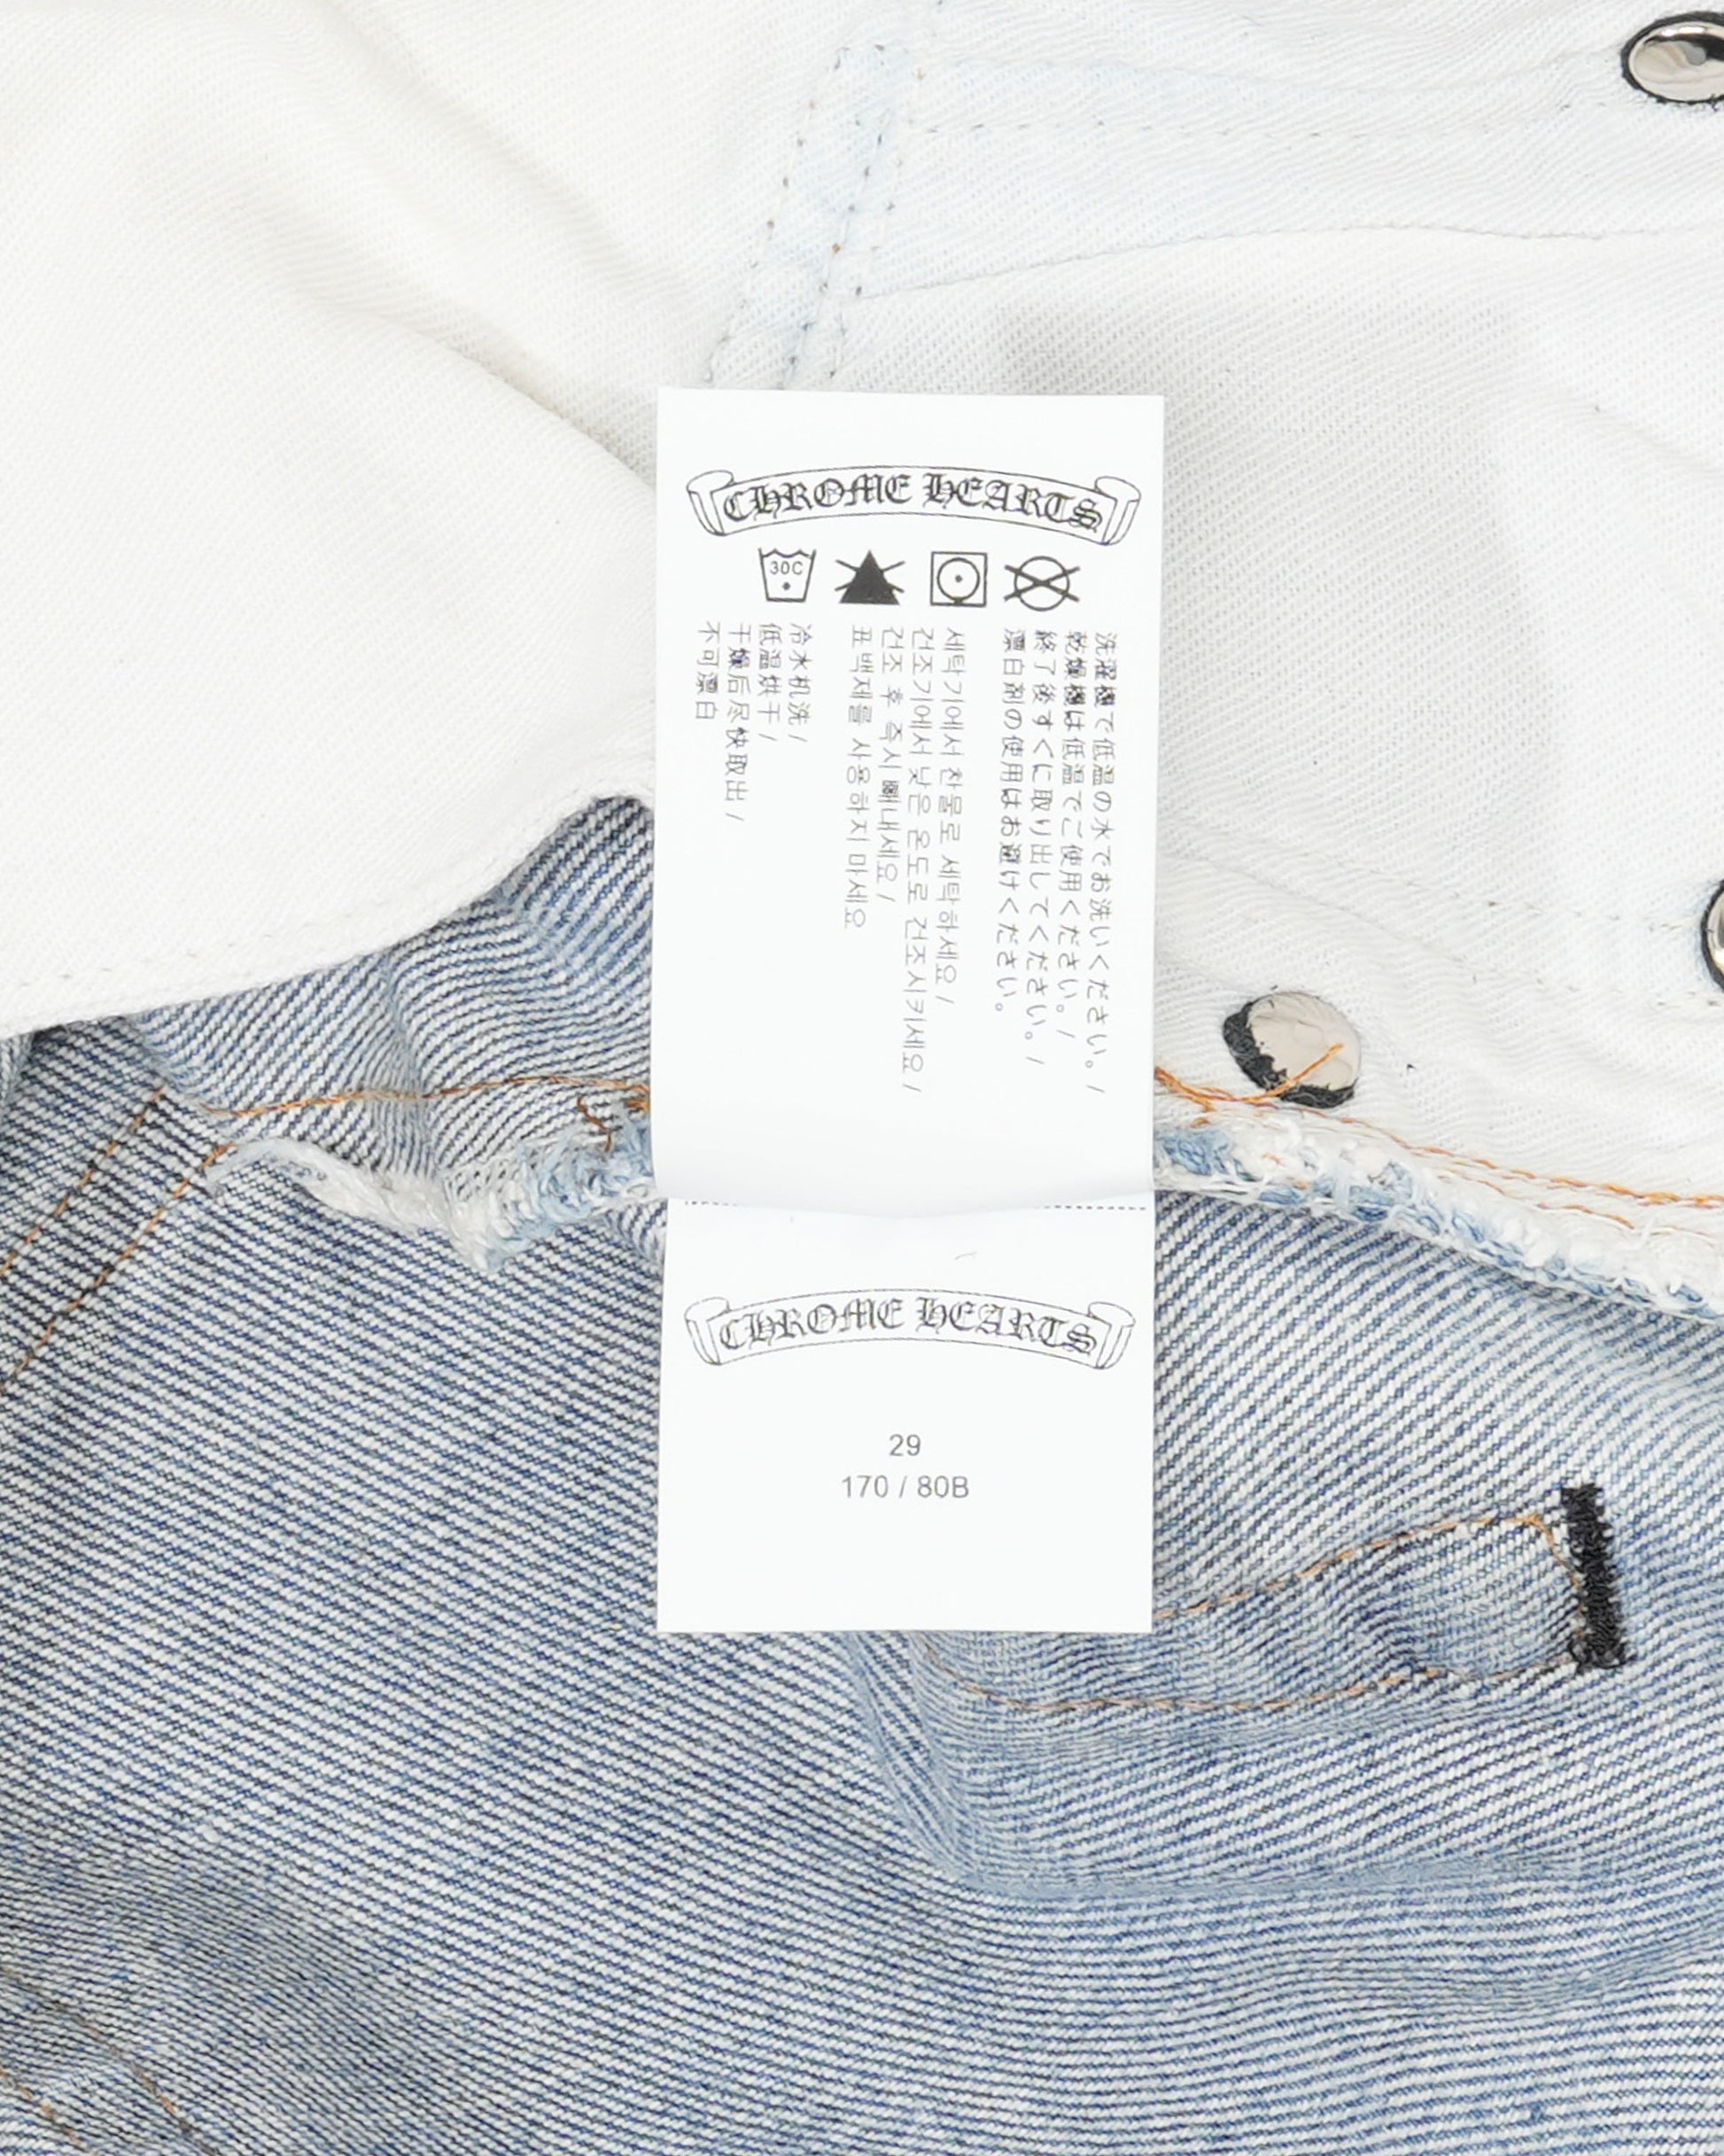 CHROME HEARTS
30C
洗濯機で低温の水でお洗いください。/
乾燥機は低温でご使用ください。/
終了後すぐに取り出してください。/
漂白剤の使用はお避けください。
세탁기에서 찬물로 세탁하세요 /
건조기에서 낮은 온도로 건조시키세요 /
건조 후 즉시 빼내세요 /
표백제를 사용하지 마세요
冷水机洗 /
低温烘干 /
干燥后尽快取出 /
不可漂白
CHROME HEARTS
29
170 / 80B